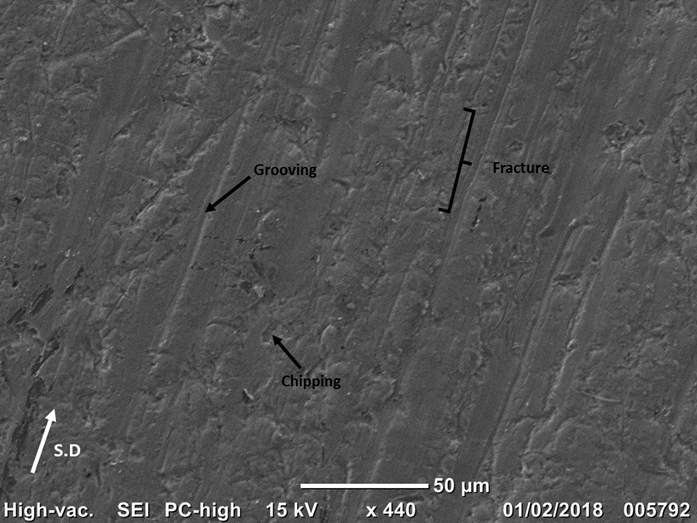 Grooving
Fracture
Chipping
S.D
50 µm
High-vac. SEI PC-high 15 kV x 440 01/02/2018 005792